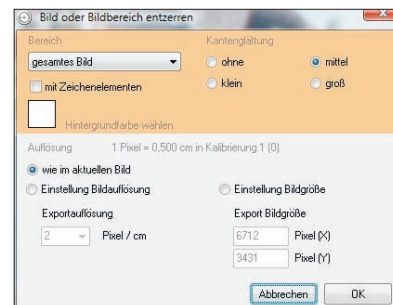 Bild oder Bildbereich entzerren
Bereich
Kantenglättung
gesamtes Bild
ohne
mittel
mit Zeichenelementen
klein
groß
Hintergrundfarbe wählen
Auflösung
1 Pixel = 0,500 cm in Kalibrierung 1 (0)
wie im aktuellen Bild
Einstellung Bildauflösung
Einstellung Bildgröße
Exportauflösung
Export Bildgröße
2
Pixel / cm
6712
Pixel (X)
3431
Pixel (Y)
Abbrechen
OK